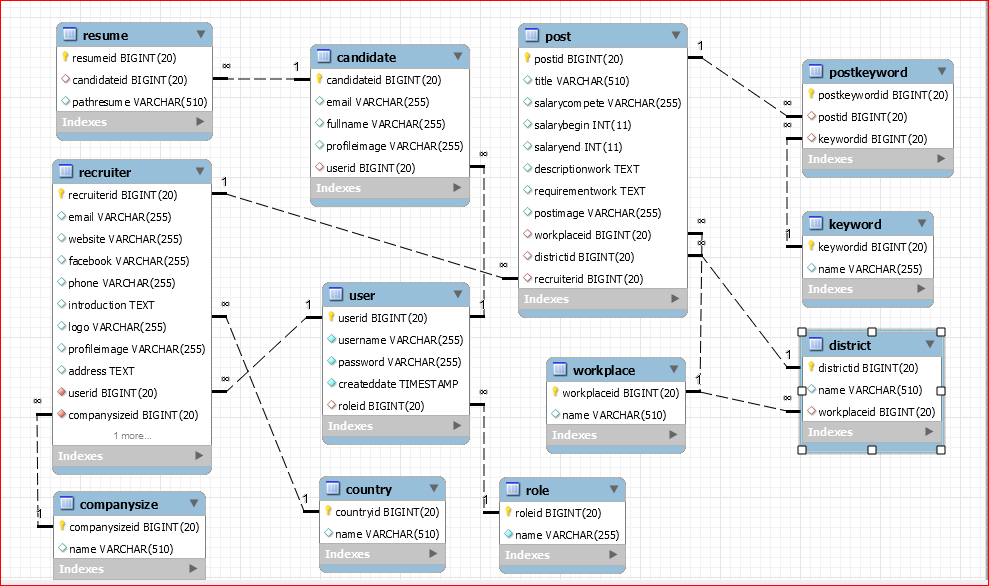 resume
resumeid BIGINT(20)
candidateid BIGINT(20)
pathresume VARCHAR(510)
Indexes
∞
1
candidate
candidateid BIGINT(20)
email VARCHAR(255)
fullname VARCHAR(255)
profileimage VARCHAR(255)
userid BIGINT(20)
Indexes
∞
1
post
postid BIGINT(20)
title VARCHAR(510)
salarycompete VARCHAR(255)
salarybegin INT(11)
salaryend INT(11)
descriptionwork TEXT
requirementwork TEXT
postimage VARCHAR(255)
workplaceid BIGINT(20)
districtid BIGINT(20)
recruiterid BIGINT(20)
Indexes
1
∞
∞
∞
postkeyword
postkeywordid BIGINT(20)
postid BIGINT(20)
keywordid BIGINT(20)
Indexes
∞
∞
1
keyword
keywordid BIGINT(20)
name VARCHAR(255)
Indexes
recruiter
recruiterid BIGINT(20)
email VARCHAR(255)
website VARCHAR(255)
facebook VARCHAR(255)
phone VARCHAR(255)
introduction TEXT
logo VARCHAR(255)
profileimage VARCHAR(255)
address TEXT
userid BIGINT(20)
companysizeid BIGINT(20)
1 more...
Indexes
1
∞
∞
∞
1
user
userid BIGINT(20)
username VARCHAR(255)
password VARCHAR(255)
createddate TIMESTAMP
roleid BIGINT(20)
Indexes
1
∞
workplace
workplaceid BIGINT(20)
name VARCHAR(510)
Indexes
1
∞
1
district
districtid BIGINT(20)
name VARCHAR(510)
workplaceid BIGINT(20)
Indexes
companysize
companysizeid BIGINT(20)
name VARCHAR(510)
Indexes
1
country
countryid BIGINT(20)
name VARCHAR(510)
Indexes
1
role
roleid BIGINT(20)
name VARCHAR(255)
Indexes